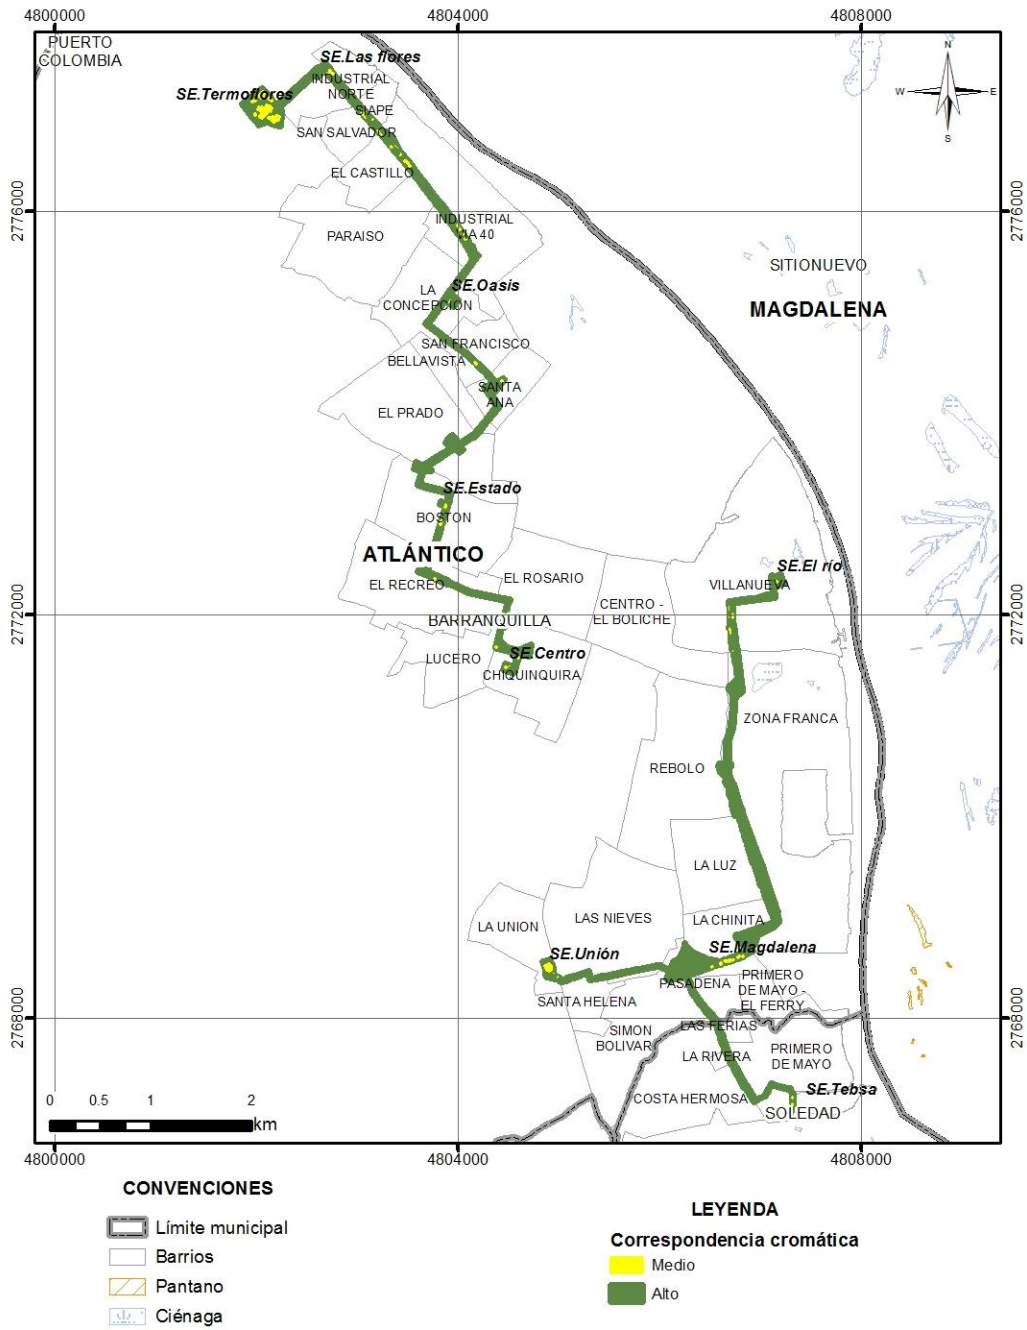 4800000
4804000
4808000
PUERTO
COLOMBIA
N
W
E
S
SE.Las flores
SE.Termoflores
INDUSTRIAL
NORTE
SIAPE
SAN SALVADOR
EL CASTILLO
2776000
2776000
INDUSTRIAL
VIA 40
PARAISO
SITIONUEVO
SE.Oasis
LA
CONCEPCIÓN
MAGDALENA
SAN FRANCISCO
BELLAVISTA
SANTA
ANA
EL PRADO
SE.Estado
BOSTON
ATLÁNTICO
SE.El río
EL RECREO
EL ROSARIO
VILLANUEVA
CENTRO -
EL BOLICHE
2772000
2772000
BARRANQUILLA
LUCERO
SE.Centro
CHIQUINQUIRA
ZONA FRANCA
REBOLO
LA LUZ
LA UNION
LAS NIEVES
LA CHINITA
SE.Unión
SE.Magdalena
PASADENA
PRIMERO
DE MAYO -
EL FERRY
SANTA HELENA
2768000
2768000
SIMON
BOLIVAR
LAS FERIAS
LA RIVERA
PRIMERO
DE MAYO
COSTA HERMOSA
SE.Tebsa
SOLEDAD
0 0.5 1 2
km
4800000
4804000
4808000
CONVENCIONES
Límite municipal
Barrios
Pantano
Ciénaga
LEYENDA
Correspondencia cromática
Medio
Alto